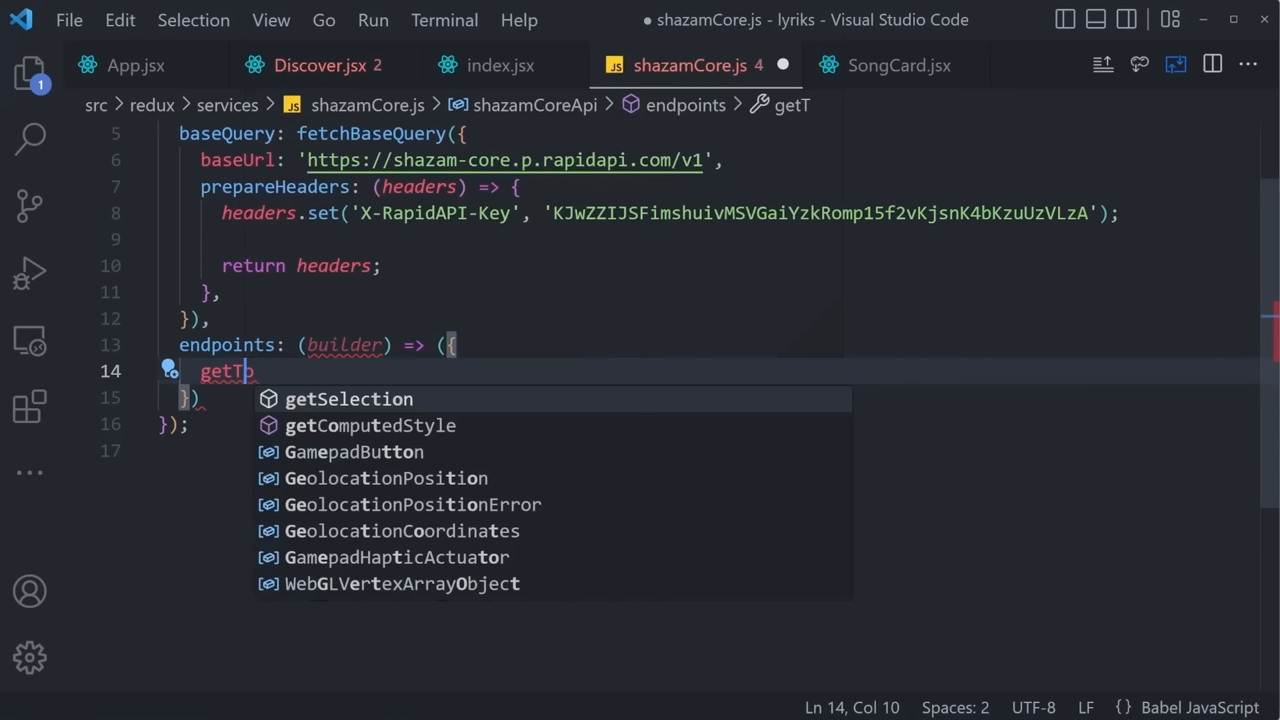 File Edit Selection View Go Run Terminal Help ● shazamCore.js - lyriks - Visual Studio Code
1
App.jsx Discover.jsx 2 index.jsx JS shazamCore.js 4 SongCard.jsx
src > redux > services > JS shazamCore.js > shazamCoreApi > endpoints > getT
5 baseQuery: fetchBaseQuery({
6 baseUrl: 'https://shazam-core.p.rapidapi.com/v1',
7 prepareHeaders: (headers) => {
8 headers.set('X-RapidAPI-Key', 'KJwZZIJSFimshuivMSVGaiYzkRomp15f2vKjsnK4bKzuUzVLzA');
9
10 return headers;
11 },
12 }),
13 endpoints: (builder) => ({
14 getTo
15 })
16 });
17
getSelection
getComputedStyle
GamepadButton
GeolocationPosition
GeolocationPositionError
GeolocationCoordinates
GamepadHapticActuator
WebGLVertexArrayObject
Ln 14, Col 10 Spaces: 2 UTF-8 LF {} Babel JavaScript